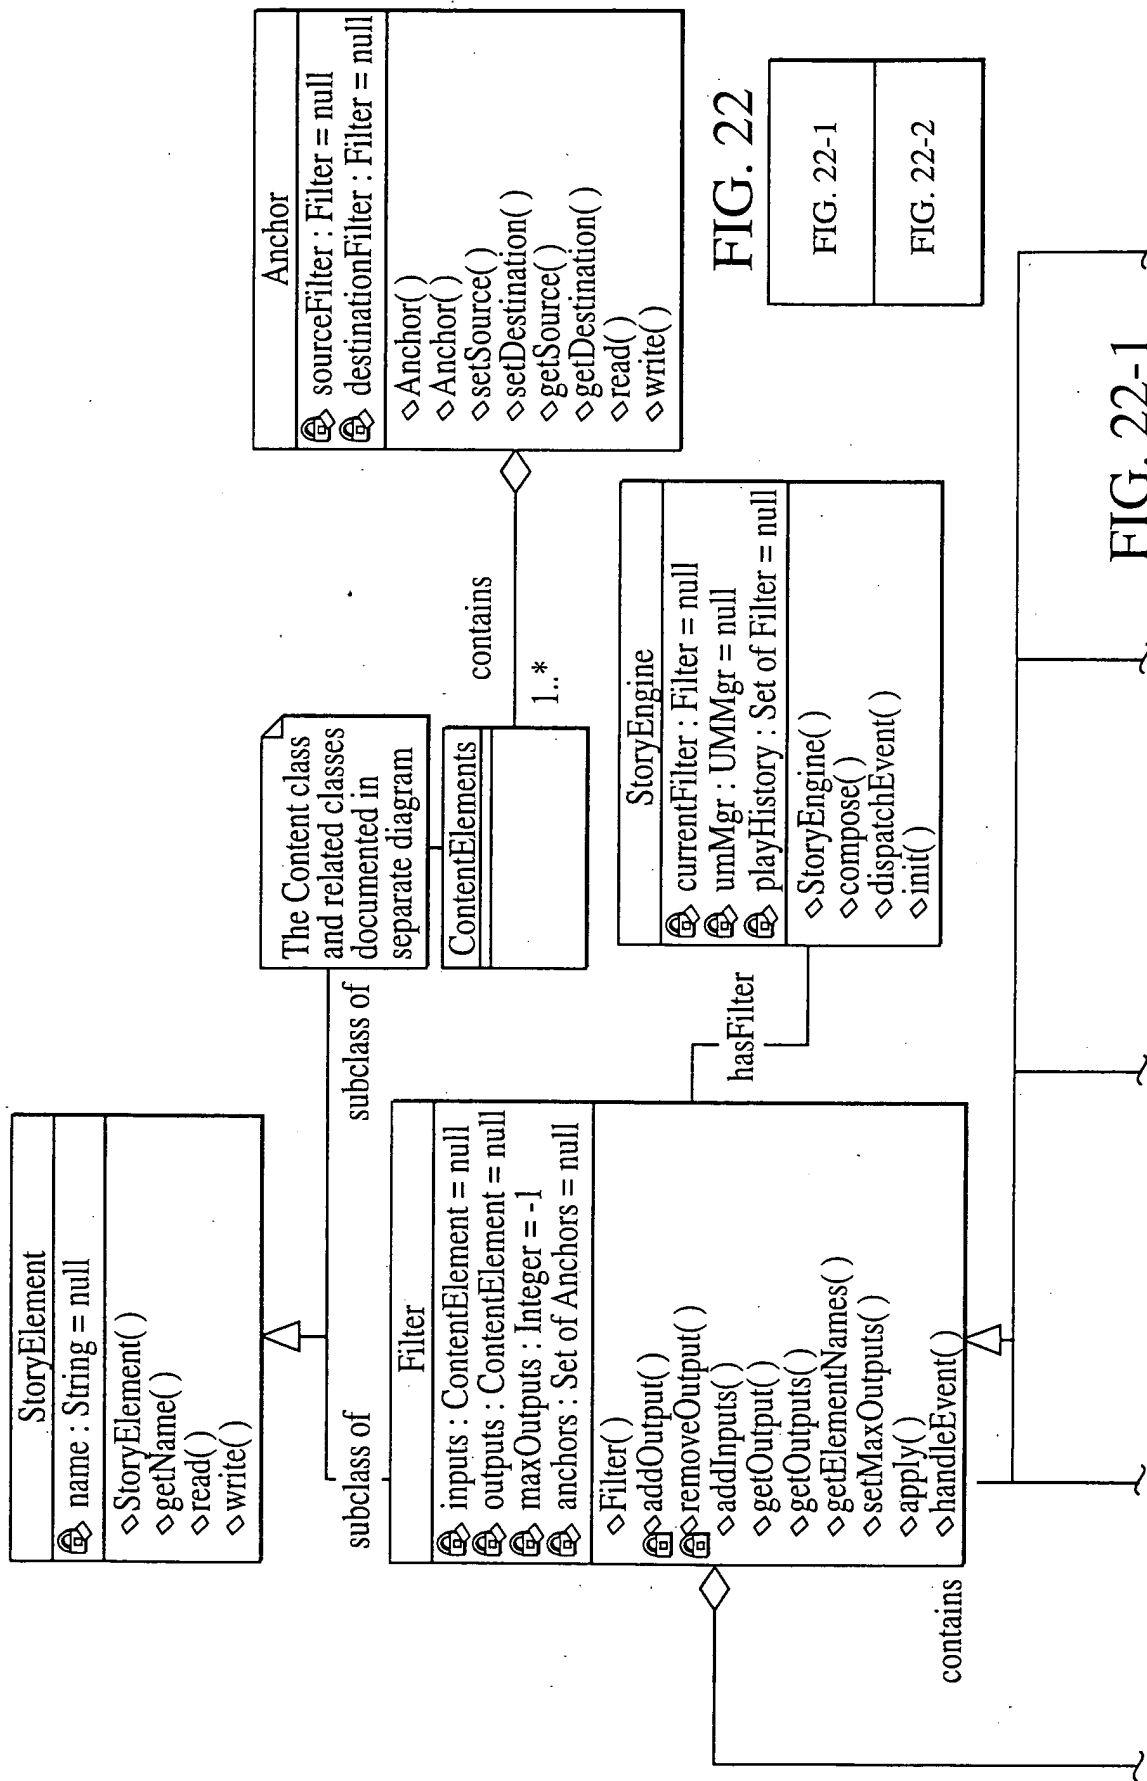 StoryElement
name : String = null
StoryElement()
getName()
read()
write()
subclass of
subclass of
The Content class
and related classes
documented in
separate diagram
ContentElements
contains
1..*
Anchor
sourceFilter : Filter = null
destinationFilter : Filter = null
Anchor()
Anchor()
setSource()
setDestination()
getSource()
getDestination()
read()
write()
Filter
inputs : ContentElement = null
outputs : ContentElement = null
maxOutputs : Integer = -1
anchors : Set of Anchors = null
Filter()
addOutput()
removeOutput()
addInputs()
getOutput()
getOutputs()
getElementNames()
setMaxOutputs()
apply()
handleEvent()
hasFilter
StoryEngine
currentFilter : Filter = null
umMgr : UMMgr = null
playHistory : Set of Filter = null
StoryEngine()
compose()
dispatchEvent()
init()
contains
FIG. 22
FIG. 22-1
FIG. 22-2
FIG. 22-1